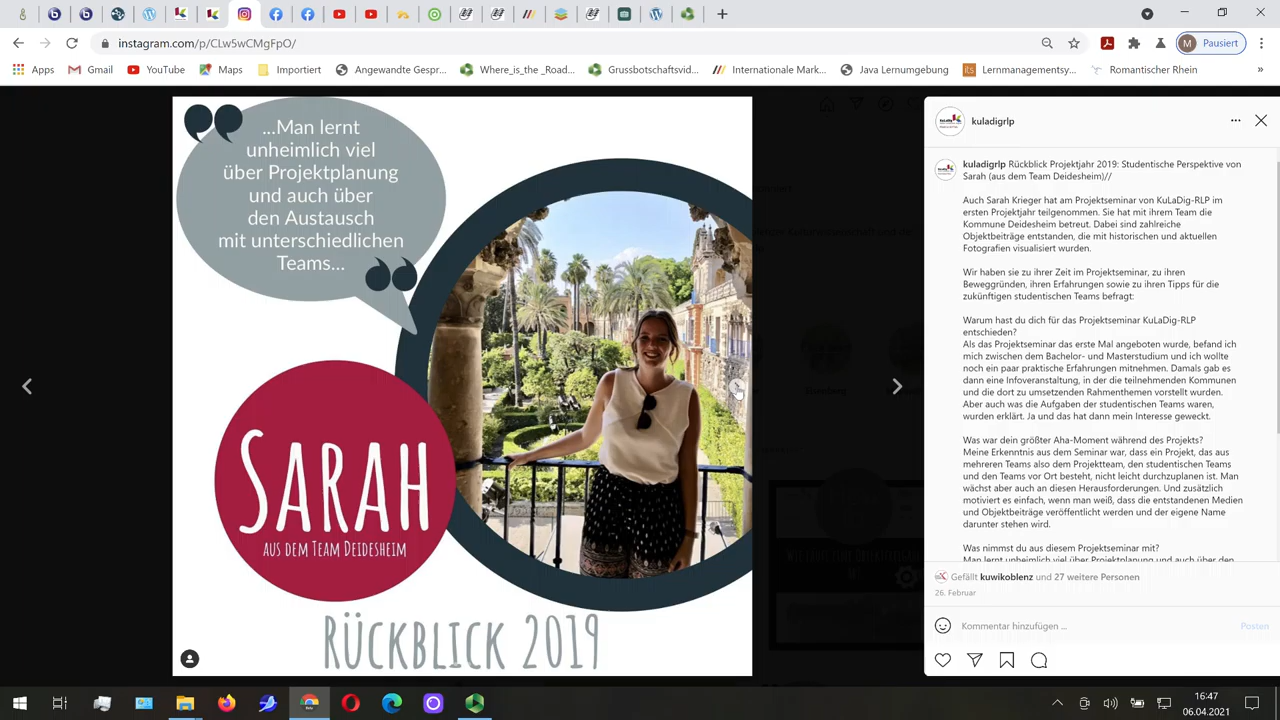 instagram.com/p/CLw5wCMgFpO/
Pausiert
Apps
Gmail
YouTube
Maps
Importiert
Angewandte Gespr...
Where_is_the _Road...
Grussbotschaftsvid...
Internationale Mark...
Java Lernumgebung
Lernmanagementsy...
Romantischer Rhein
...Man lernt
unheimlich viel
über Projektplanung
und auch über
den Austausch
mit unterschiedlichen
Teams...
Sarah
aus dem Team Deidesheim
Rückblick 2019
kuladigrlp
kuladigrlp Rückblick Projektjahr 2019: Studentische Perspektive von
Sarah (aus dem Team Deidesheim)//
Auch Sarah Krieger hat am Projektseminar von KuLaDig-RLP im
ersten Projektjahr teilgenommen. Sie hat mit ihrem Team die
Kommune Deidesheim betreut. Dabei sind zahlreiche
Objektbeiträge entstanden, die mit historischen und aktuellen
Fotografien visualisiert wurden.
Wir haben sie zu ihrer Zeit im Projektseminar, zu ihren
Beweggründen, ihren Erfahrungen sowie zu ihren Tipps für die
zukünftigen studentischen Teams befragt:
Warum hast du dich für das Projektseminar KuLaDig-RLP
entschieden?
Als das Projektseminar das erste Mal angeboten wurde, befand ich
mich zwischen dem Bachelor- und Masterstudium und ich wollte
noch ein paar praktische Erfahrungen mitnehmen. Damals gab es
dann eine Infoveranstaltung, in der die teilnehmenden Kommunen
und die dort zu umsetzenden Rahmenthemen vorstellt wurden.
Aber auch was die Aufgaben der studentischen Teams waren,
wurden erklärt. Ja und das hat dann mein Interesse geweckt.
Was war dein größter Aha-Moment während des Projekts?
Meine Erkenntnis aus dem Seminar war, dass ein Projekt, das aus
mehreren Teams also dem Projektteam, den studentischen Teams
und den Teams vor Ort besteht, nicht leicht durchzuplanen ist. Man
wächst aber auch an diesen Herausforderungen. Und zusätzlich
motiviert es einfach, wenn man weiß, dass die entstandenen Medien
und Objektbeiträge veröffentlicht werden und der eigene Name
darunter stehen wird.
Was nimmst du aus diesem Projektseminar mit?
Man lernt unheimlich viel über Projektplanung und auch über den
Gefällt kuwikoblenz und 27 weitere Personen
26. Februar
Kommentar hinzufügen ...
Posten
16:47
06.04.2021